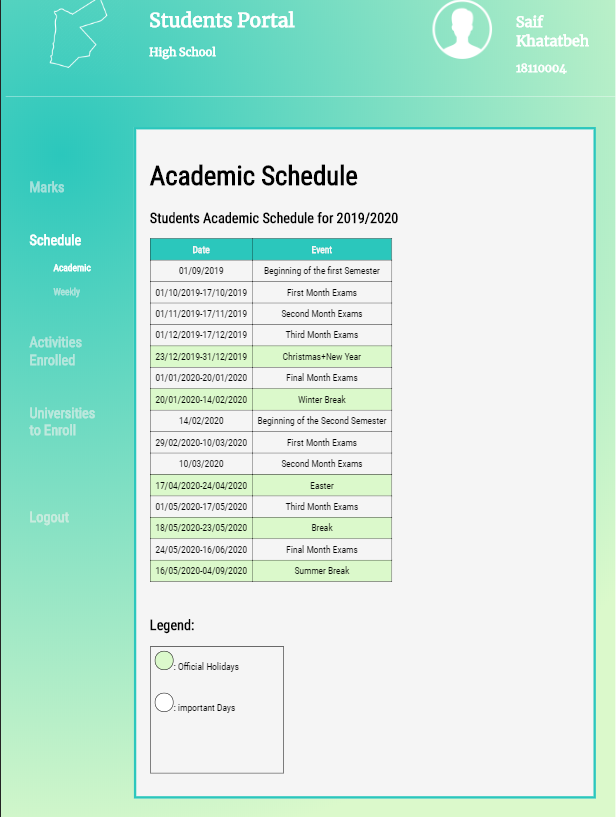 Students Portal
High School
Saif
Khatatbeh
18110004
Marks
Schedule
Academic
Weekly
Activities
Enrolled
Universities
to Enroll
Logout
Academic Schedule
Students Academic Schedule for 2019/2020
Date Event
01/09/2019 Beginning of the first Semester
01/10/2019-17/10/2019 First Month Exams
01/11/2019-17/11/2019 Second Month Exams
01/12/2019-17/12/2019 Third Month Exams
23/12/2019-31/12/2019 Christmas+New Year
01/01/2020-20/01/2020 Final Month Exams
20/01/2020-14/02/2020 Winter Break
14/02/2020 Beginning of the Second Semester
29/02/2020-10/03/2020 First Month Exams
10/03/2020 Second Month Exams
17/04/2020-24/04/2020 Easter
01/05/2020-17/05/2020 Third Month Exams
18/05/2020-23/05/2020 Break
24/05/2020-16/06/2020 Final Month Exams
16/05/2020-04/09/2020 Summer Break
Legend:
: Official Holidays
: important Days